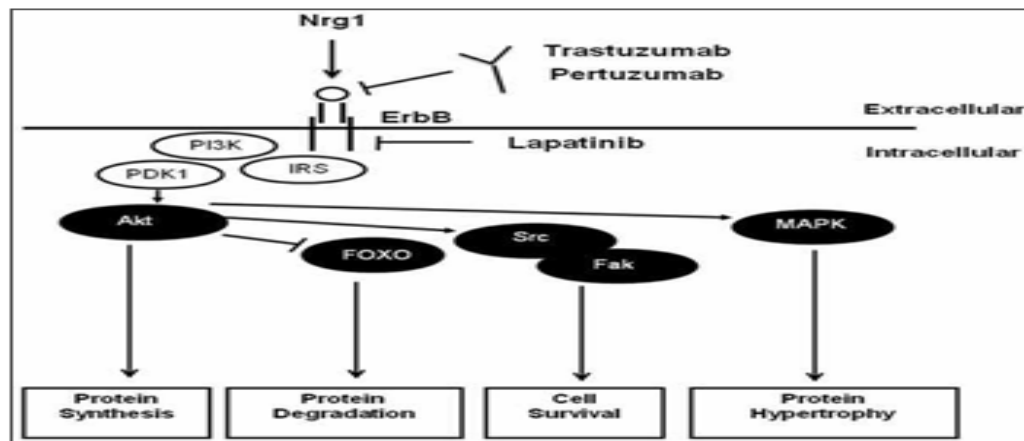 Nrg1
Trastuzumab
Pertuzumab
ErbB
Extracellular
PI3K
Lapatinib
Intracellular
IRS
PDK1
Akt
MAPK
Src
FOXO
Fak
Protein
Synthesis
Protein
Degradation
Cell
Survival
Protein
Hypertrophy